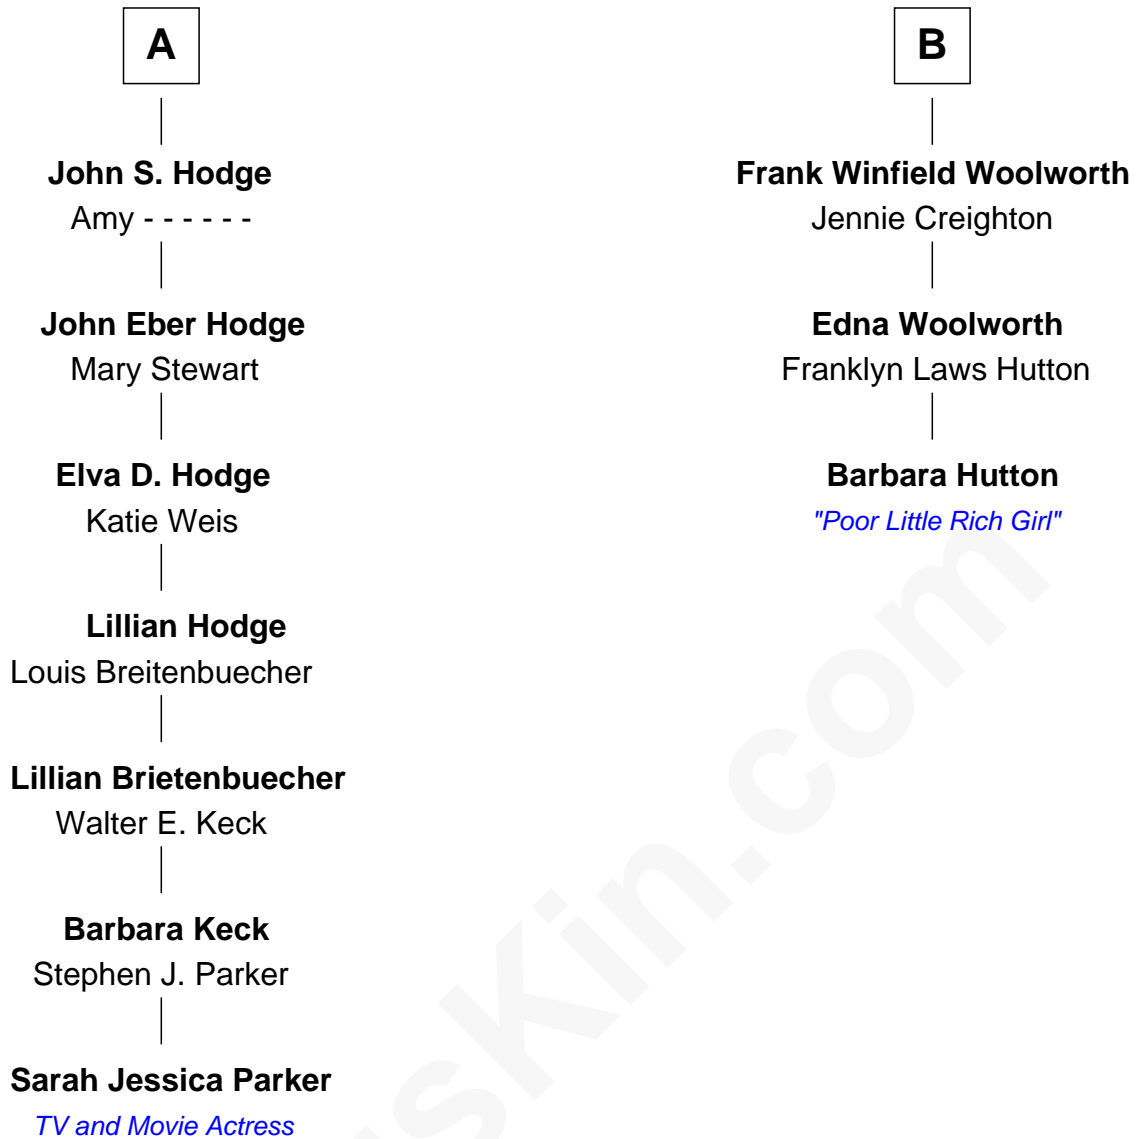 A
John S. Hodge
Amy - - - - - -
John Eber Hodge
Mary Stewart
Elva D. Hodge
Katie Weis
Lillian Hodge
Louis Breitenbuecher
Lillian Brietenbuecher
Walter E. Keck
Barbara Keck
Stephen J. Parker
Sarah Jessica Parker
TV and Movie Actress
B
Frank Winfield Woolworth
Jennie Creighton
Edna Woolworth
Franklyn Laws Hutton
Barbara Hutton
"Poor Little Rich Girl"
usKin.com